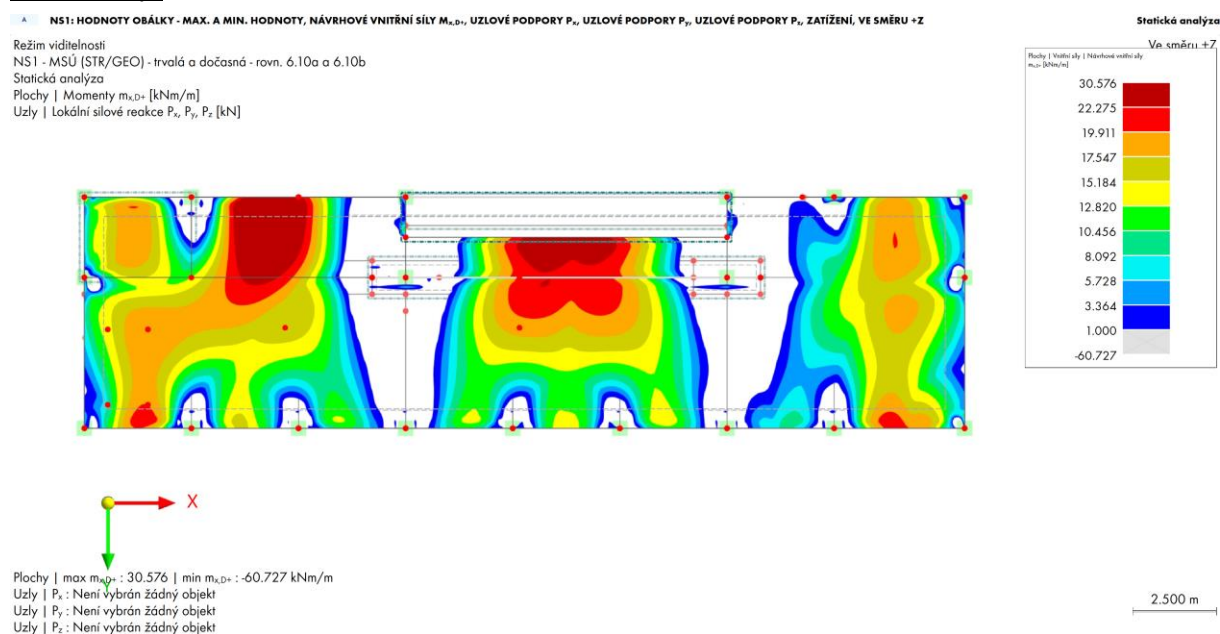 NS1: HODNOTY OBÁLKY - MAX. A MIN. HODNOTY, NÁVRHOVÉ VNITŘNÍ SÍLY Mx,D+, UZLOVÉ PODPORY Px, UZLOVÉ PODPORY Py, UZLOVÉ PODPORY Pz, ZATÍŽENÍ, VE SMĚRU +Z
Statická analýza
Režim viditelnosti
Ve směru +Z
NS1 - MSÚ (STR/GEO) - trvalá a dočasná - rovn. 6.10a a 6.10b
Statická analýza
Plochy | Momenty mx,D+ [kNm/m]
Uzly | Lokální silové reakce Px, Py, Pz [kN]
Plochy | Vnitřní síly | Návrhové vnitřní síly
mx,D+ [kNm/m]
30.576
22.275
19.911
17.547
15.184
12.820
10.456
8.092
5.728
3.364
1.000
-60.727
X
Y
Plochy | max mx,D+ : 30.576 | min mx,D+ : -60.727 kNm/m
Uzly | Px : Není vybrán žádný objekt
Uzly | Py : Není vybrán žádný objekt
Uzly | Pz : Není vybrán žádný objekt
2.500 m